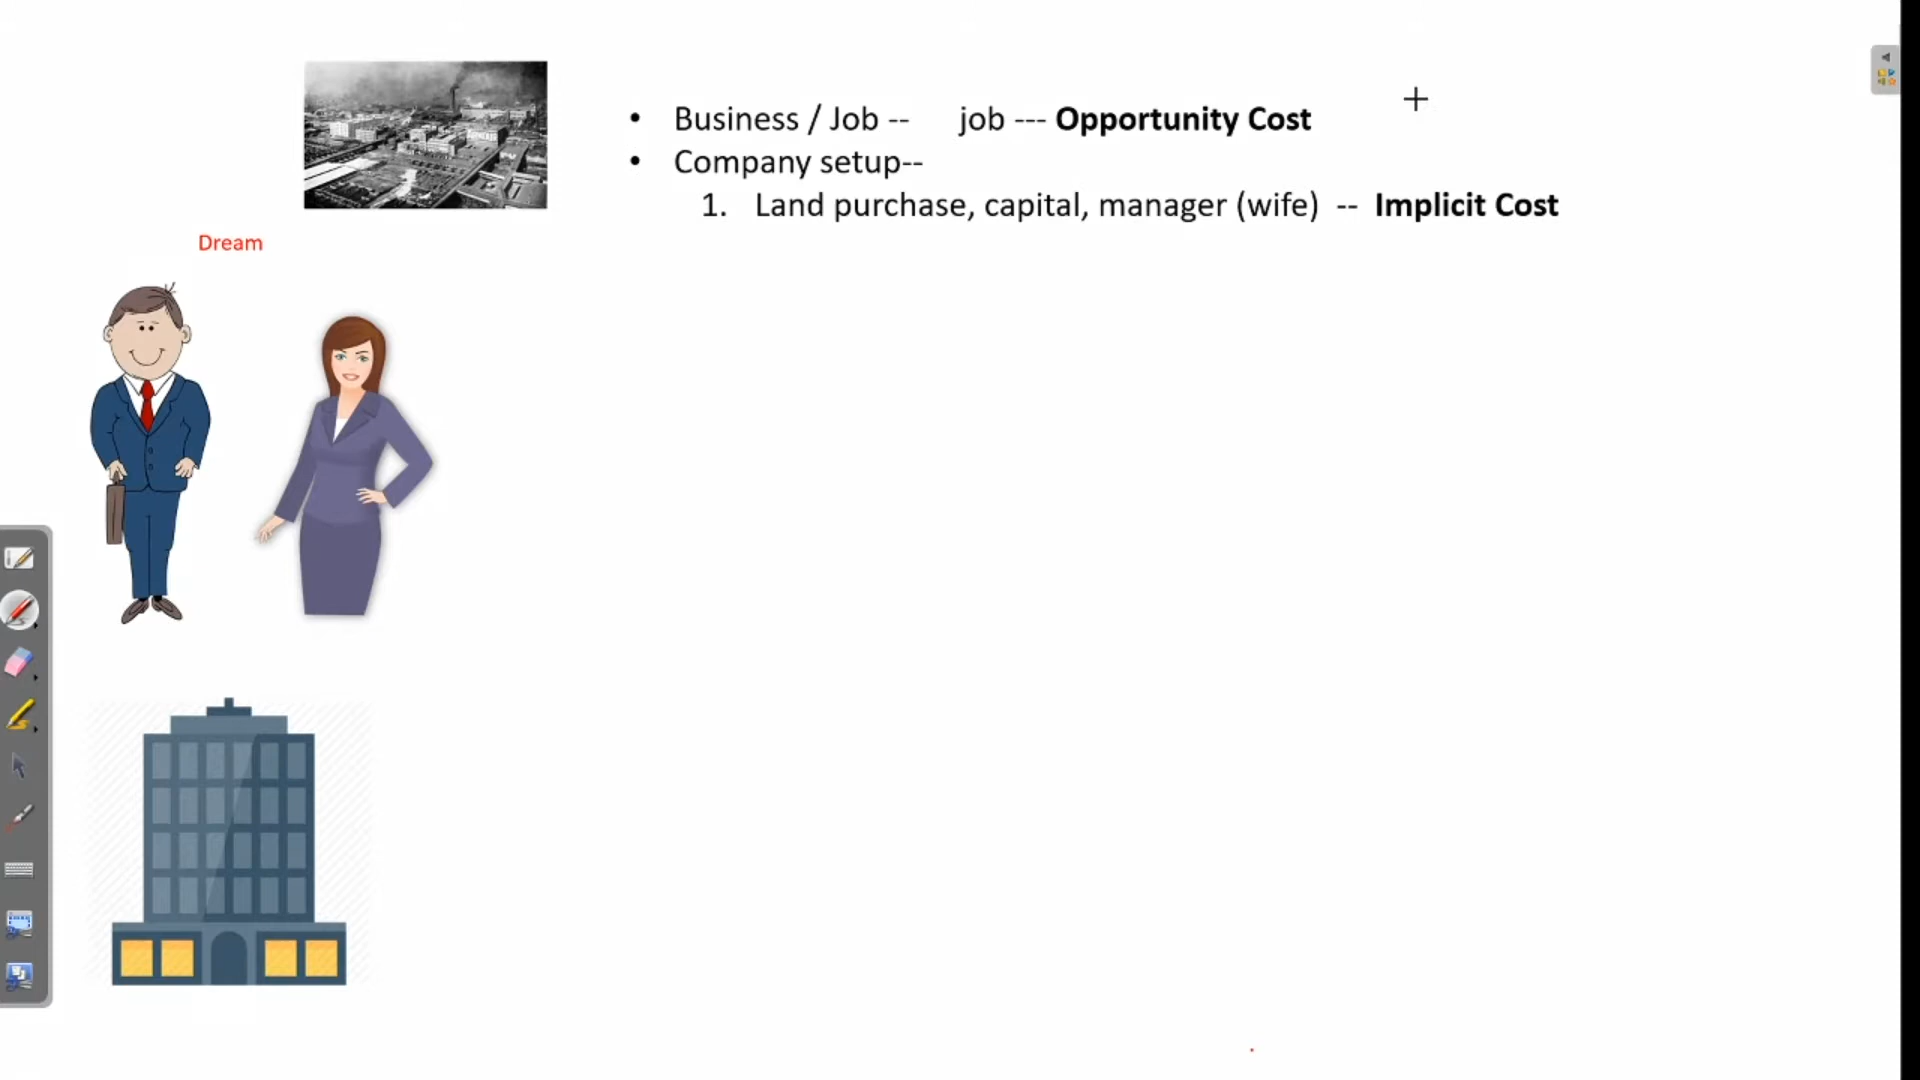 • Business / Job -- job --- Opportunity Cost
• Company setup--
1. Land purchase, capital, manager (wife) -- Implicit Cost
Dream